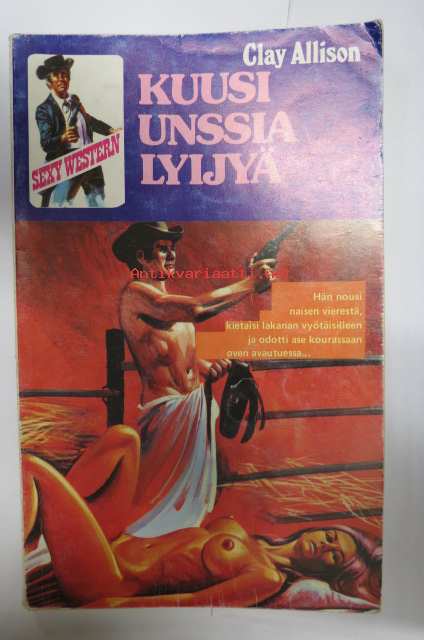 Clay Allison
KUUSI
UNSSIA
LYIJYÄ
SEXY WESTERN
Antikvariaatti.net
Hän nousi
naisen vierestä,
kietaisi lakanan vyötäisilleen
ja odotti ase kourassaan
oven avautuessa...